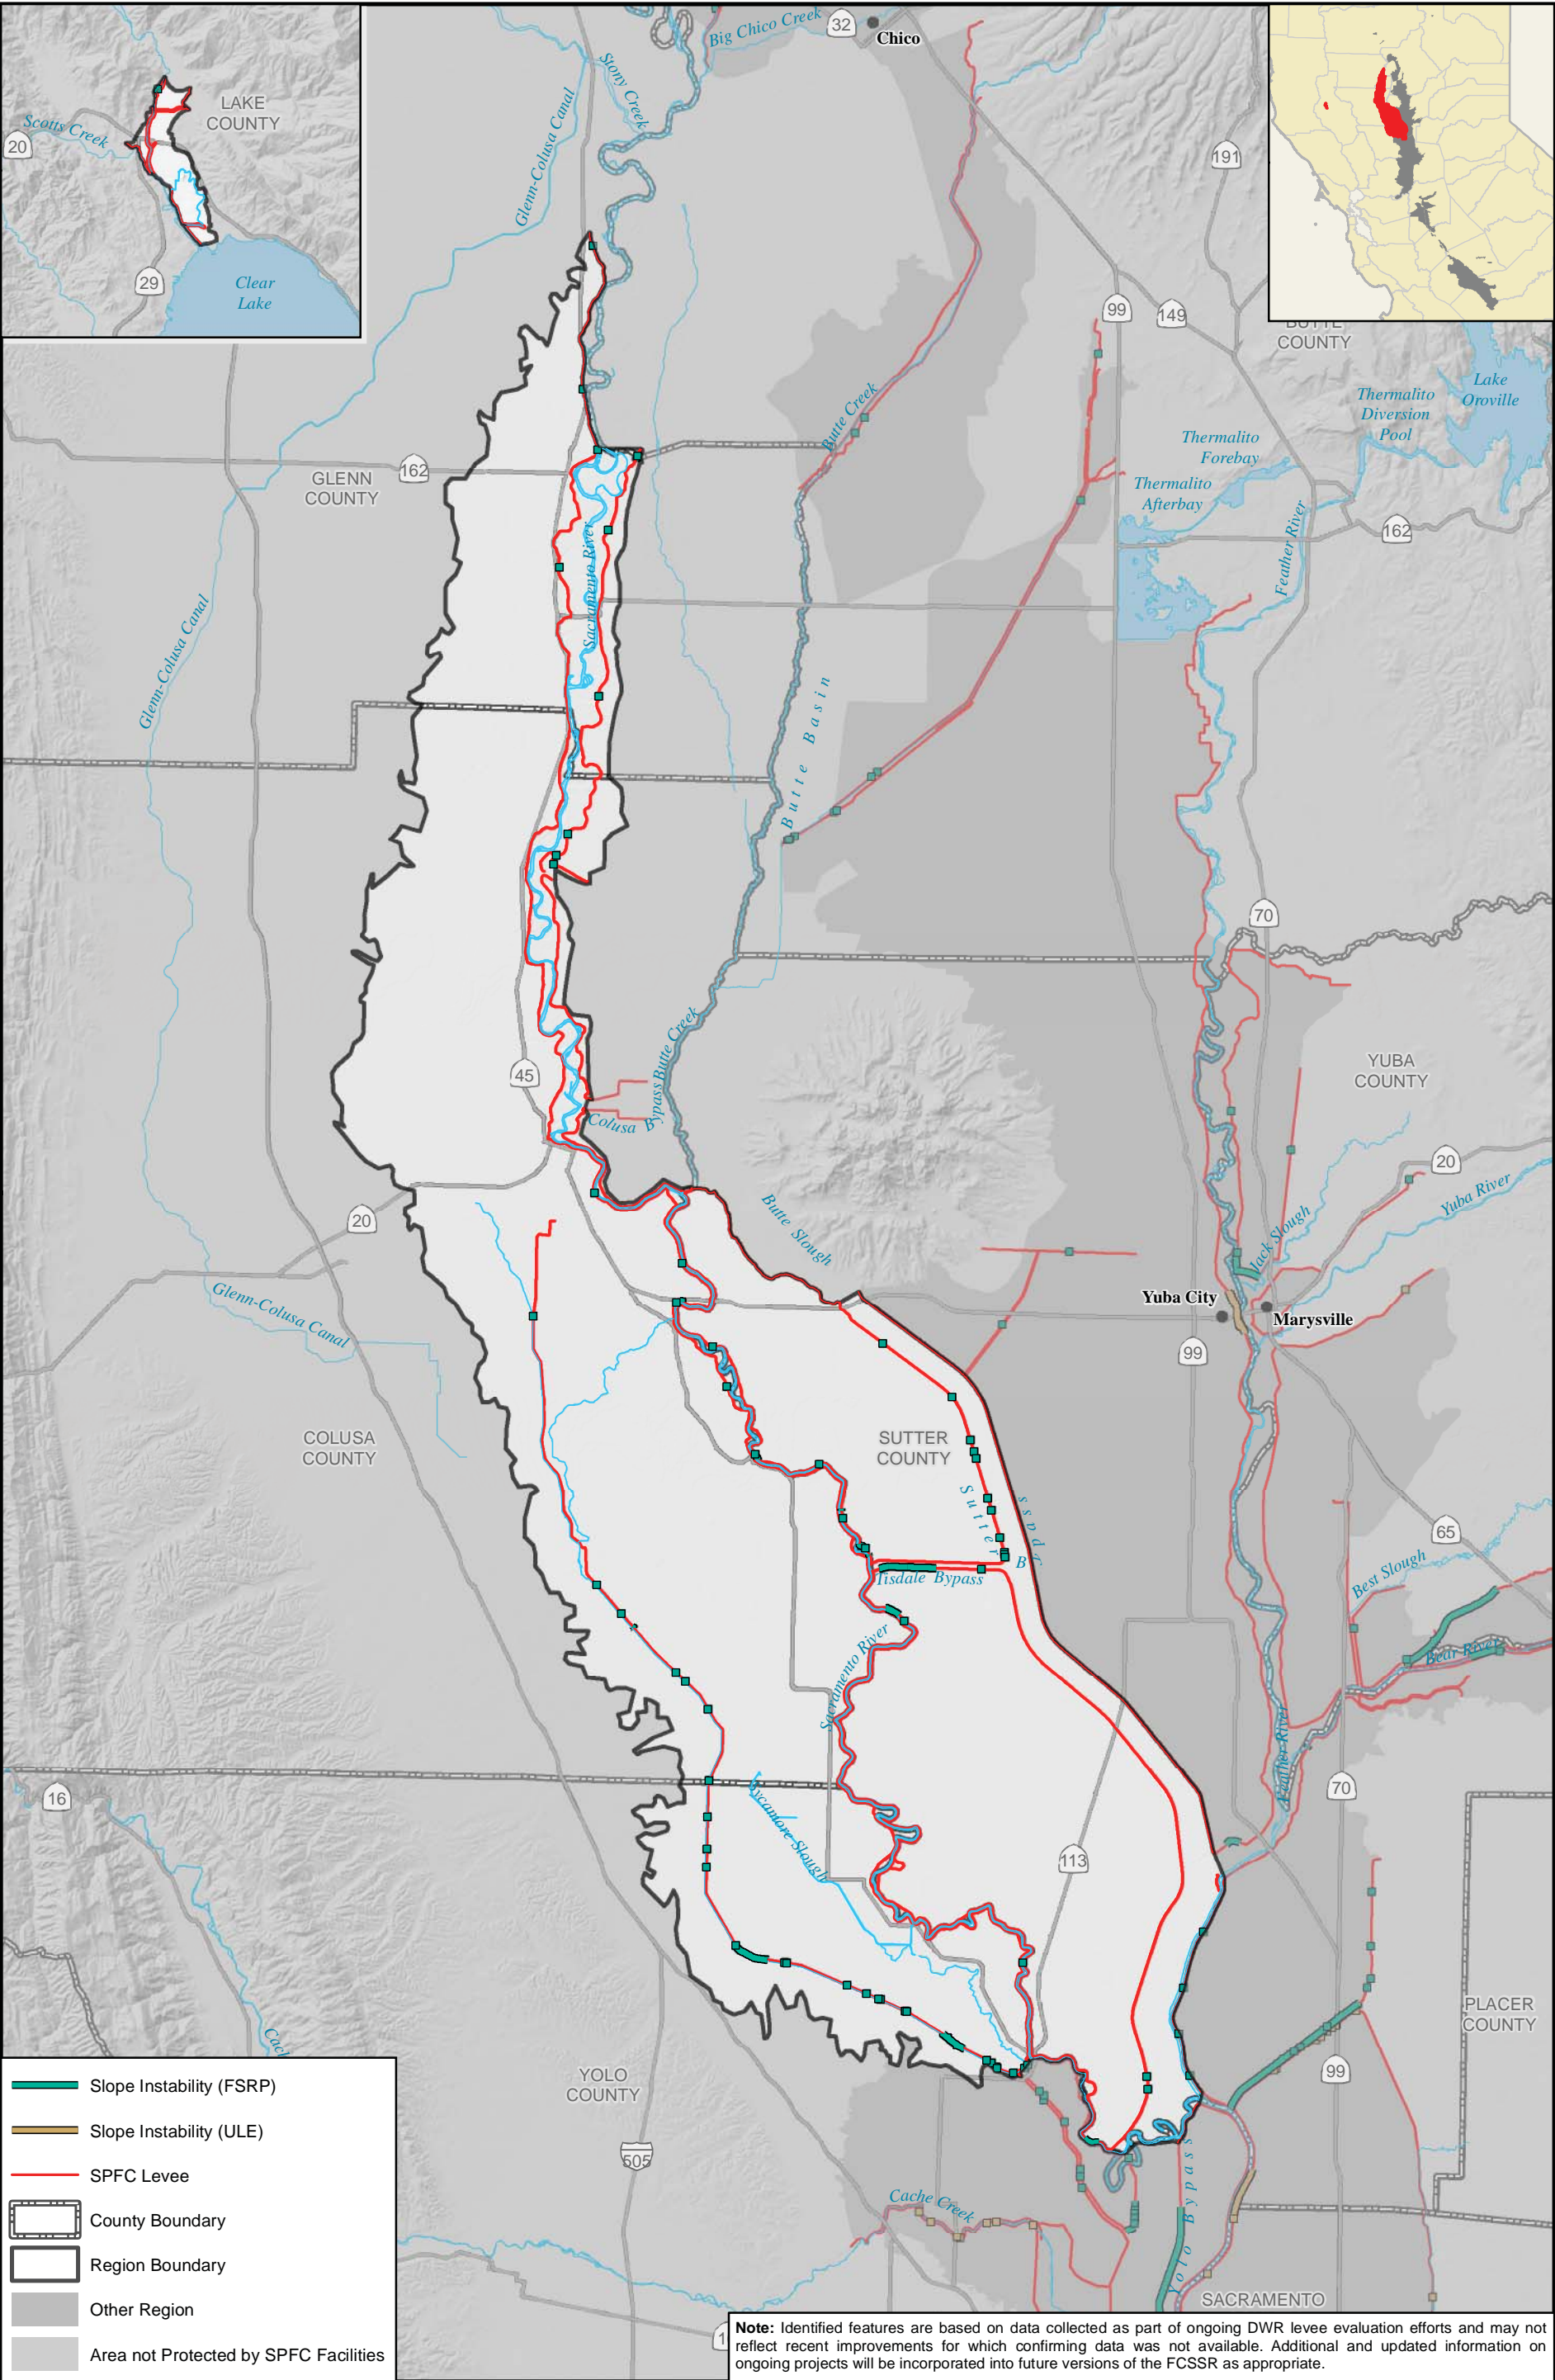 LAKE
COUNTY
Scotts Creek
20
29
Clear
Lake
Big Chico Creek
32
Chico
Stony Creek
Glenn-Colusa Canal
191
99
149
BUTTE
COUNTY
Lake
Oroville
Thermalito
Diversion
Pool
Thermalito
Forebay
Thermalito
Afterbay
Butte Creek
GLENN
COUNTY
162
162
Feather River
Sacramento River
Glenn-Colusa Canal
Butte Basin
70
45
Butte Creek
Colusa Bypass
YUBA
COUNTY
20
Yuba River
Jack Slough
20
Butte Slough
Glenn-Colusa Canal
Yuba City
Marysville
99
COLUSA
COUNTY
SUTTER
COUNTY
Sutter Bypass
65
Tisdale Bypass
Best Slough
Bear River
Sacramento River
Feather River
16
70
Sycamore Slough
113
PLACER
COUNTY
99
YOLO
COUNTY
505
Cache Creek
Yolo Bypass
SACRAMENTO
Slope Instability (FSRP)
Slope Instability (ULE)
SPFC Levee
County Boundary
Region Boundary
Other Region
Area not Protected by SPFC Facilities
Note: Identified features are based on data collected as part of ongoing DWR levee evaluation efforts and may not
reflect recent improvements for which confirming data was not available. Additional and updated information on
ongoing projects will be incorporated into future versions of the FCSSR as appropriate.